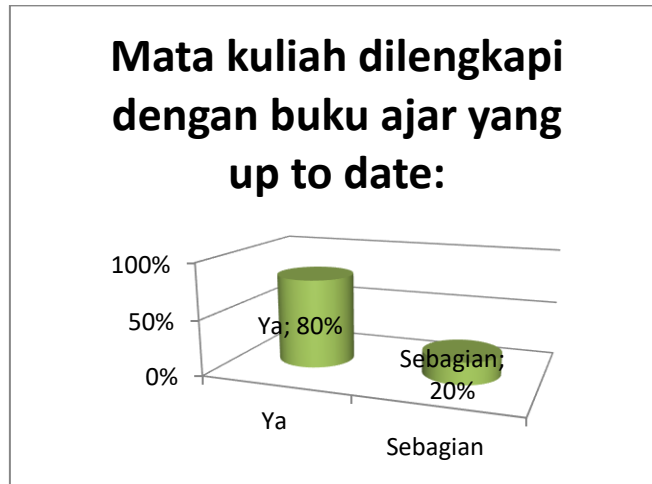 Mata kuliah dilengkapi
dengan buku ajar yang
up to date:
100%
50%
0%
Ya; 80%
Sebagian;
20%
Ya
Sebagian